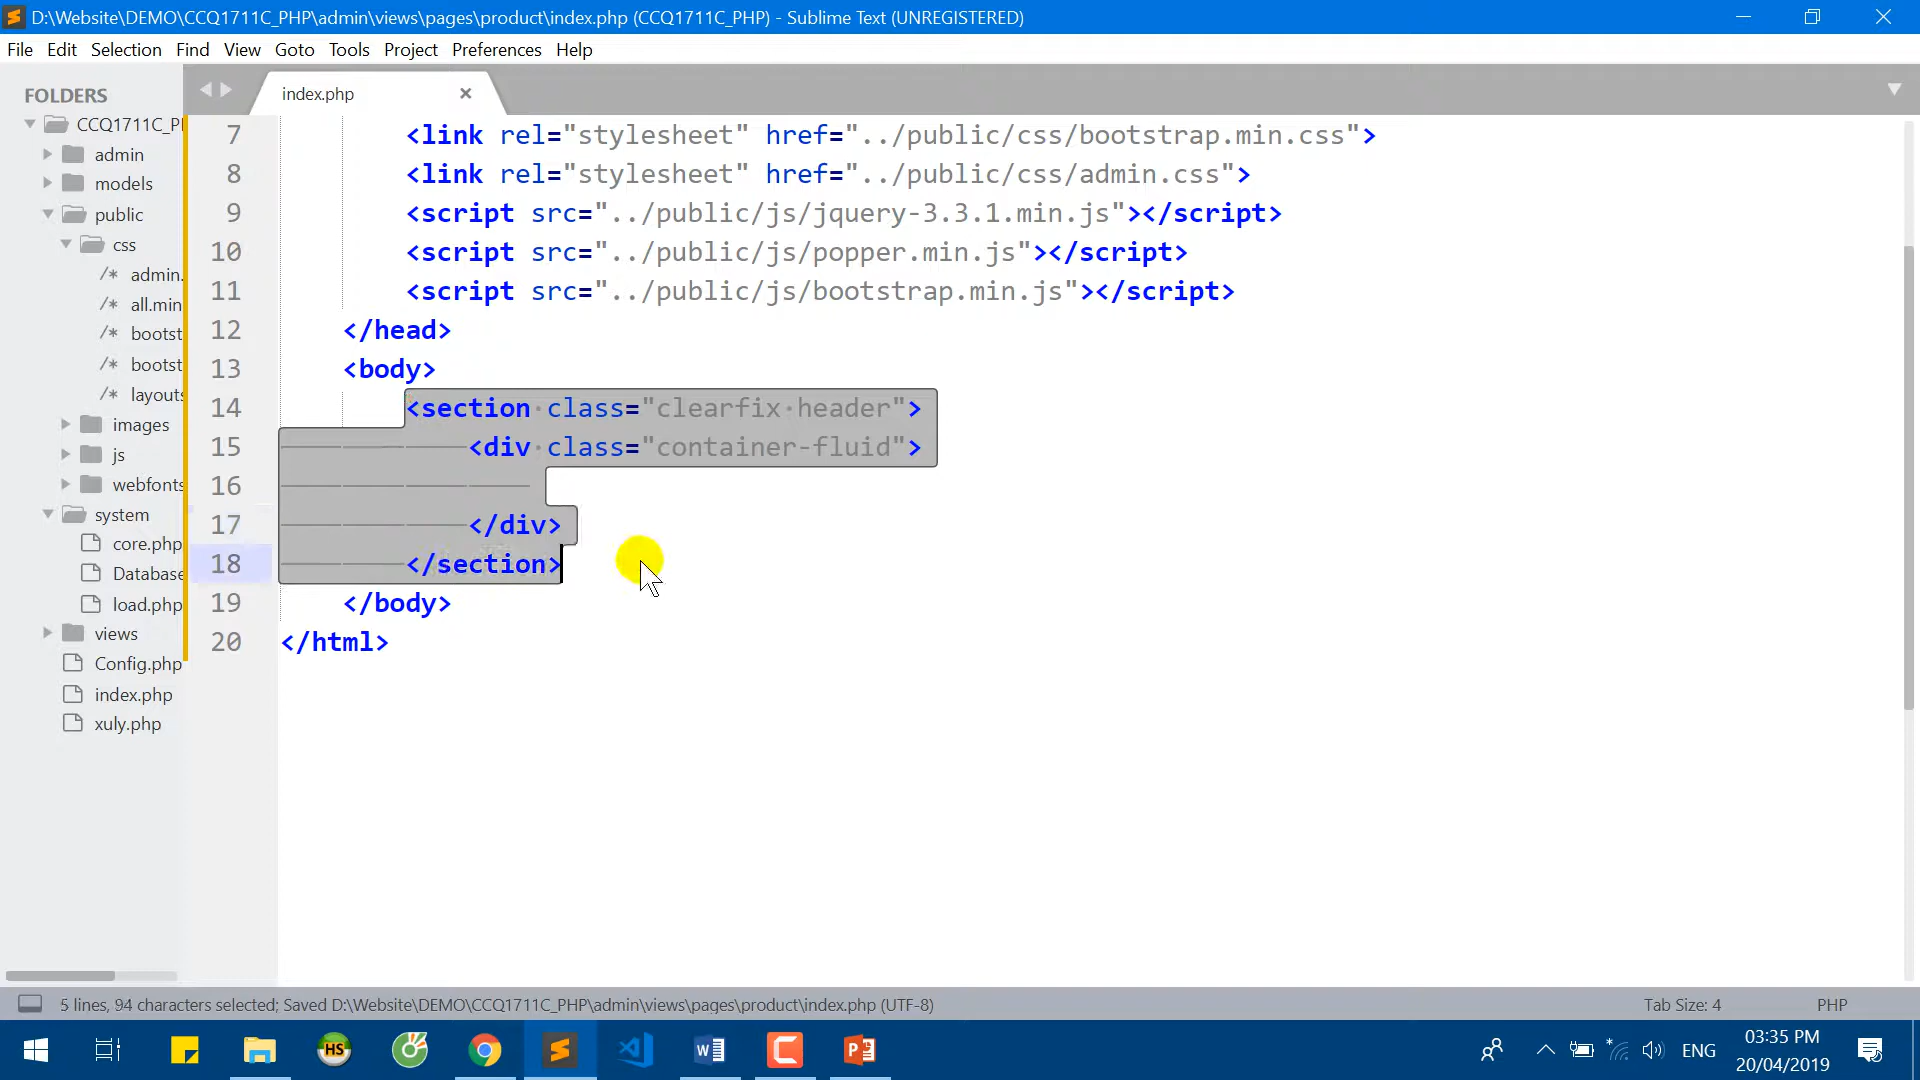 D:\Website\DEMO\CCQ1711C_PHP\admin\views\pages\product\index.php (CCQ1711C_PHP) - Sublime Text (UNREGISTERED)
File Edit Selection Find View Goto Tools Project Preferences Help
FOLDERS
CCQ1711C_P
admin
models
public
css
/* admin.
/* all.min
/* bootst
/* bootst
/* layouts
images
js
webfonts
system
core.php
Database
load.php
views
Config.php
index.php
xuly.php
index.php ×
7 <link rel="stylesheet" href="../public/css/bootstrap.min.css">
8 <link rel="stylesheet" href="../public/css/admin.css">
9 <script src="../public/js/jquery-3.3.1.min.js"></script>
10 <script src="../public/js/popper.min.js"></script>
11 <script src="../public/js/bootstrap.min.js"></script>
12 </head>
13 <body>
14 <section class="clearfix header">
15 <div class="container-fluid">
16
17 </div>
18 </section>
19 </body>
20 </html>
5 lines, 94 characters selected; Saved D:\Website\DEMO\CCQ1711C_PHP\admin\views\pages\product\index.php (UTF-8) Tab Size: 4 PHP
HS
ENG
03:35 PM
20/04/2019